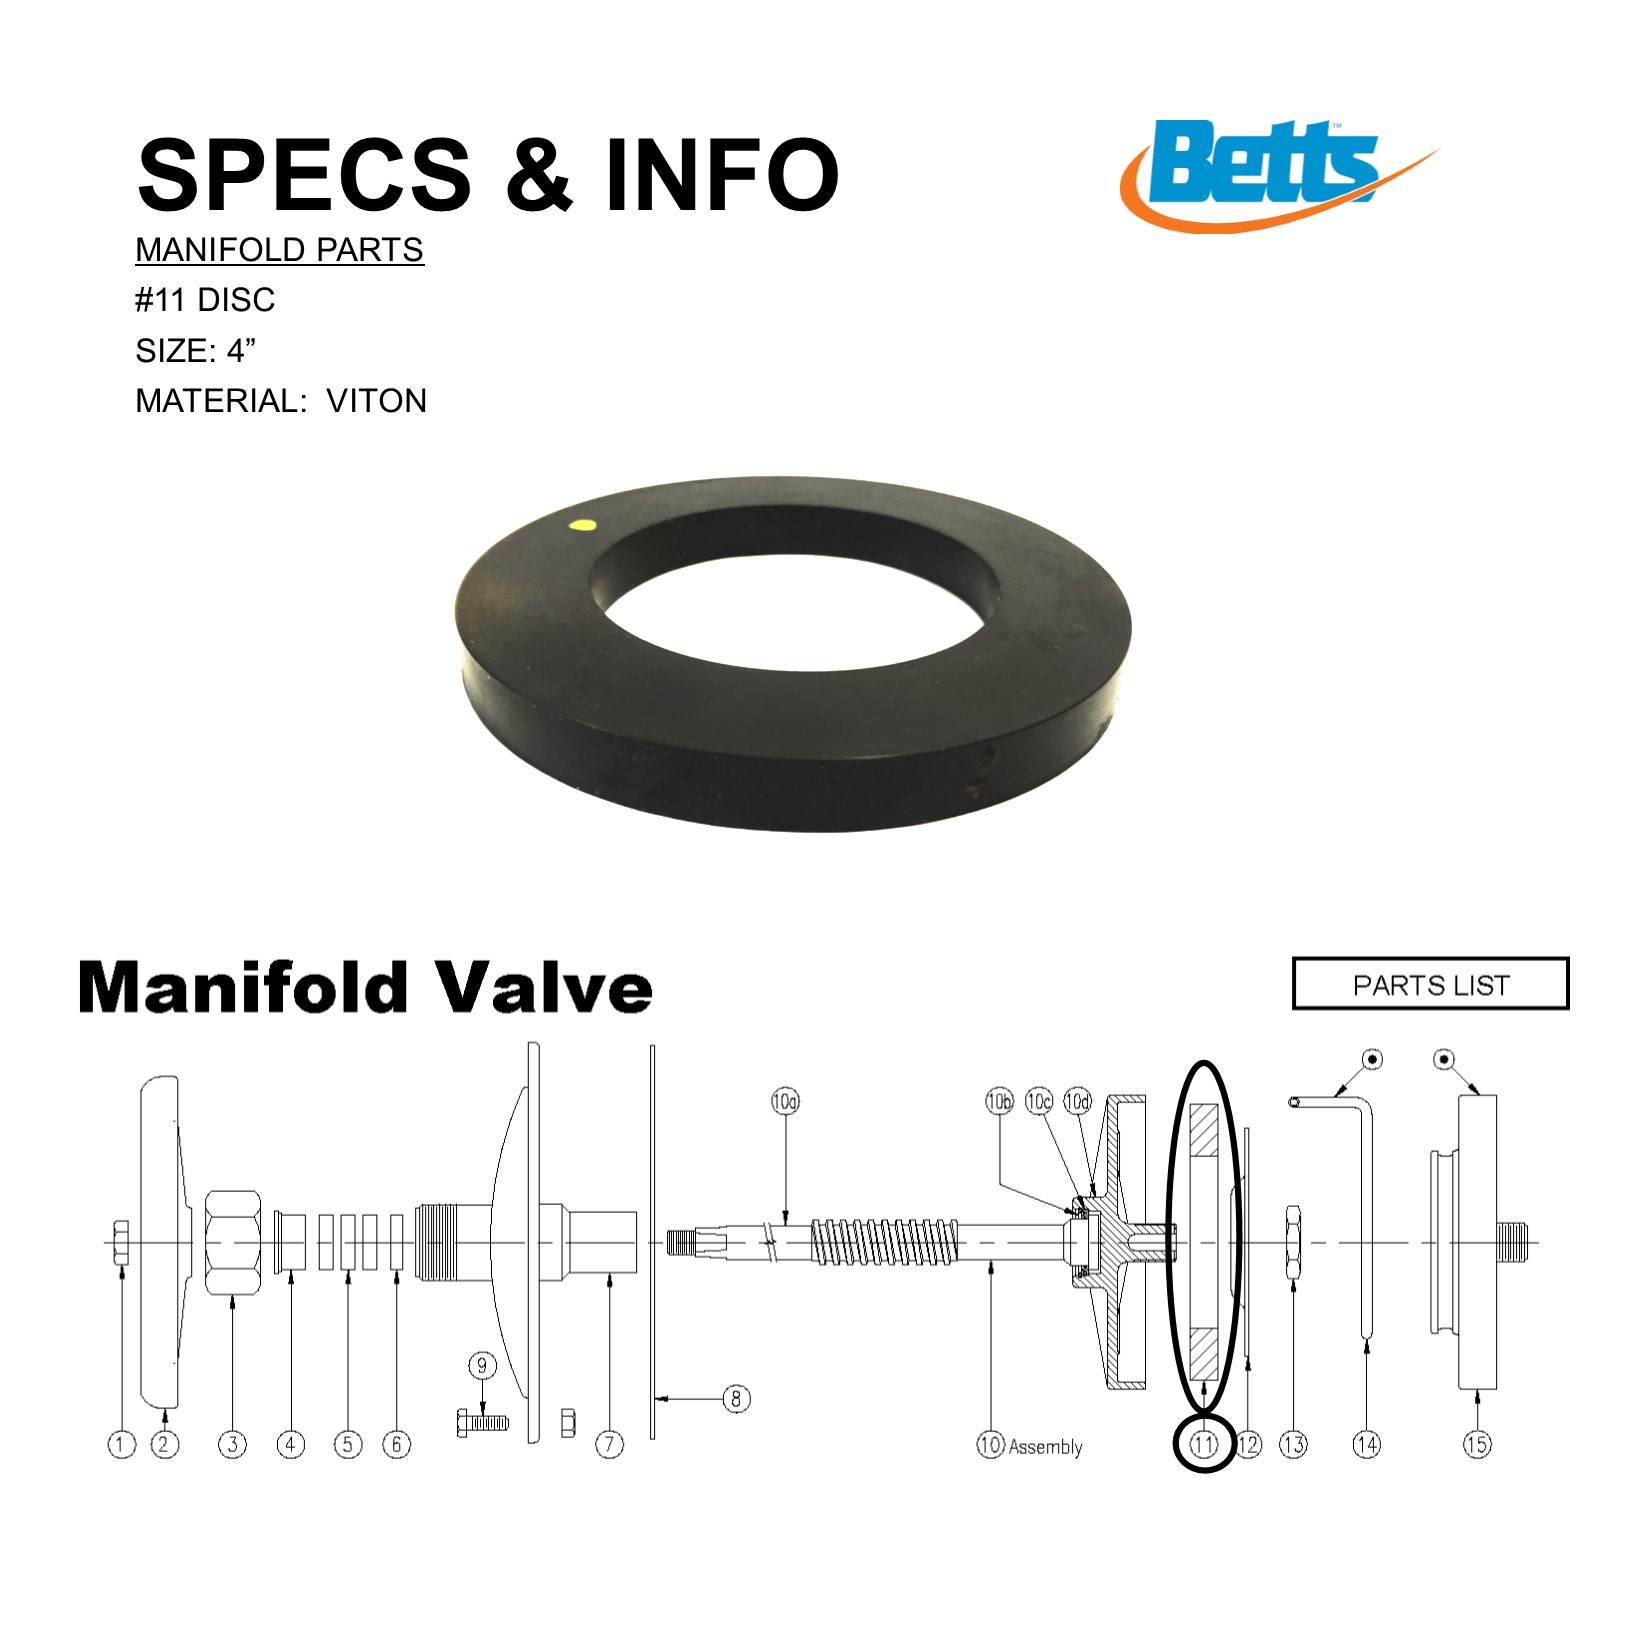 SPECS & INFO
Betts™
MANIFOLD PARTS
#11 DISC
SIZE: 4”
MATERIAL:  VITON
Manifold Valve
PARTS LIST
10a
10b
10c
10d
9
8
1
2
3
4
5
6
7
10 Assembly
11
12
13
14
15